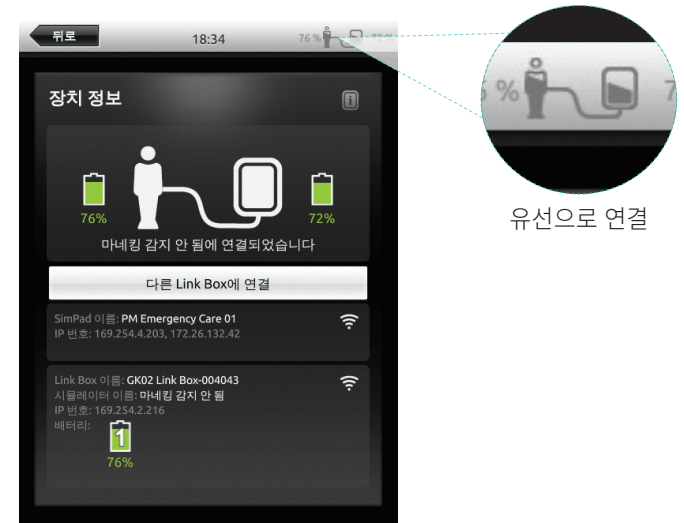 뒤로
18:34
76 %
72 %
% 7
장치 정보
76%
72%
마네킹 감지 안 됨에 연결되었습니다
다른 Link Box에 연결
SimPad 이름: PM Emergency Care 01
IP 번호: 169.254.4.203, 172.26.132.42
Link Box 이름: GK02 Link Box-004043
시뮬레이터 이름: 마네킹 감지 안 됨
IP 번호: 169.254.2.216
배터리:
1
76%
유선으로 연결